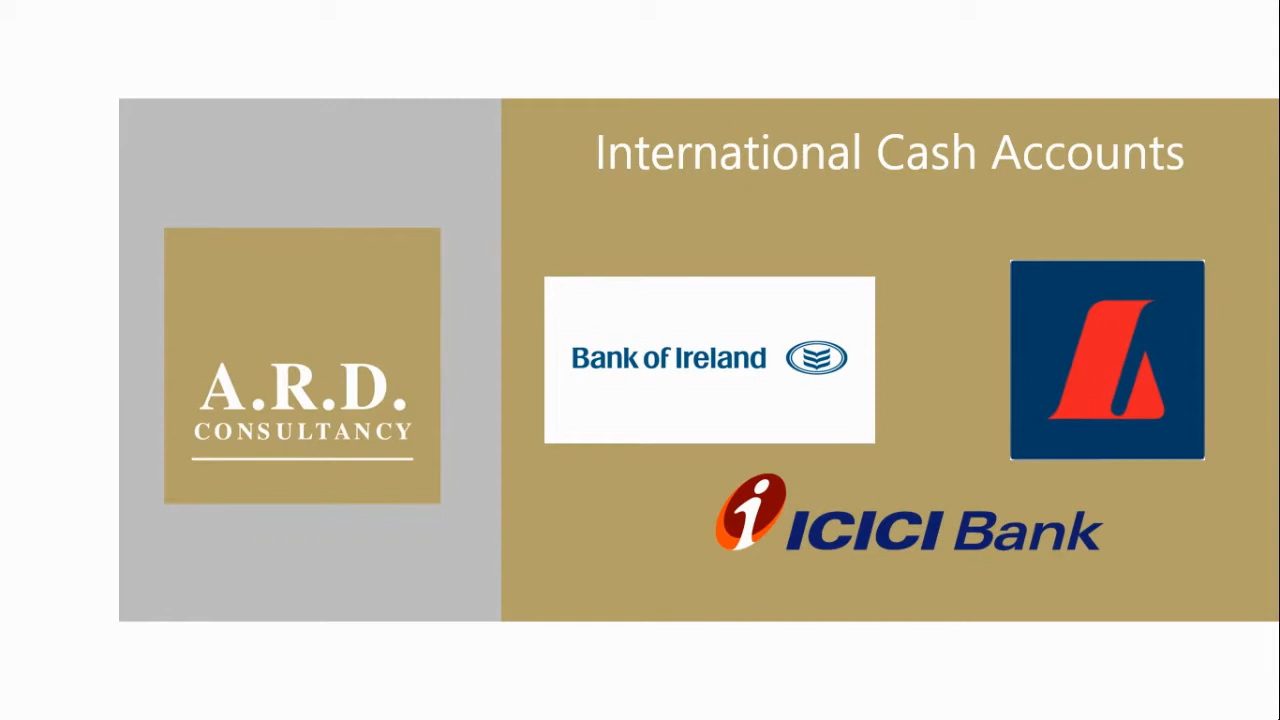 International Cash Accounts
A.R.D.
CONSULTANCY
Bank of Ireland
i ICICI Bank